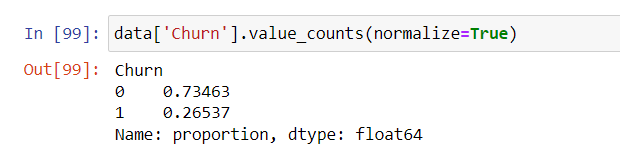 In [99]: data['Churn'].value_counts(normalize=True)
Out[99]: Churn
0    0.73463
1    0.26537
Name: proportion, dtype: float64